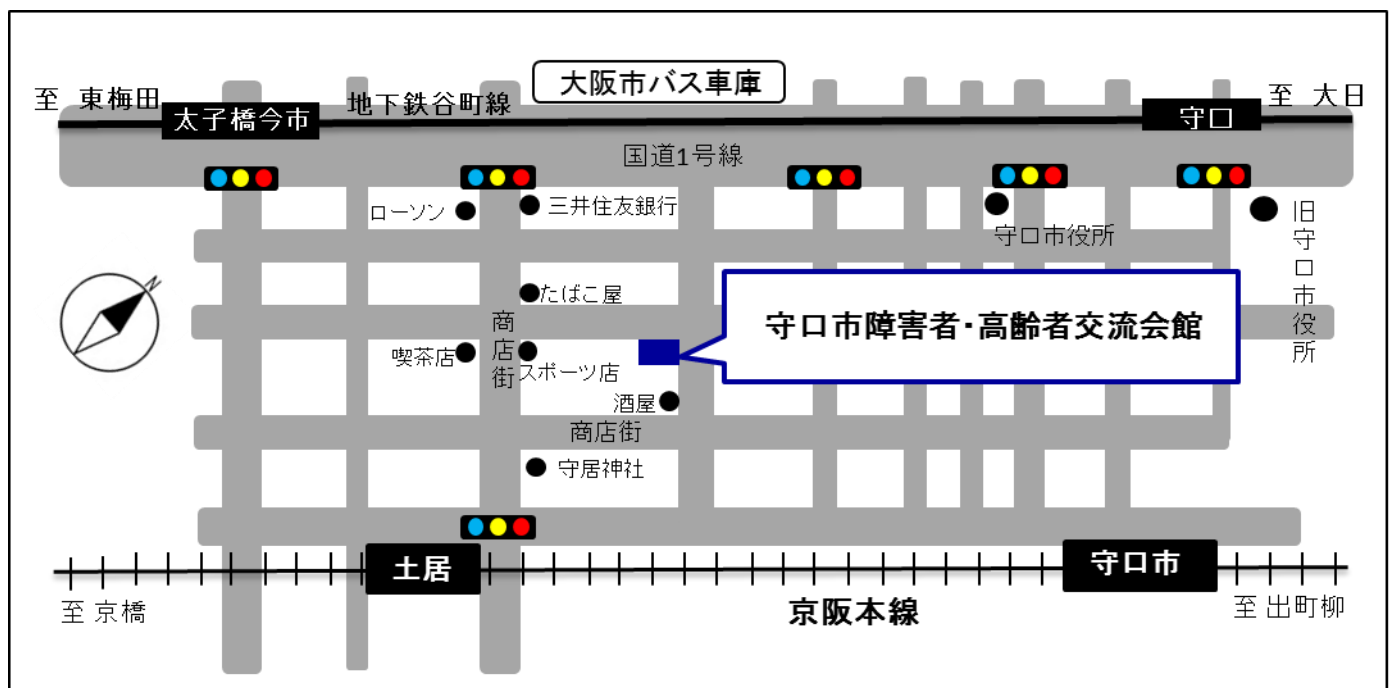 大阪市バス車庫
至 東梅田
地下鉄谷町線
至 大日
太子橋今市
守口
国道1号線
ローソン
三井住友銀行
守口市役所
旧守口市役所
N
たばこ屋
商店街
喫茶店
スポーツ店
守口市障害者・高齢者交流会館
酒屋
商店街
守居神社
土居
守口市
至 京橋
京阪本線
至 出町柳